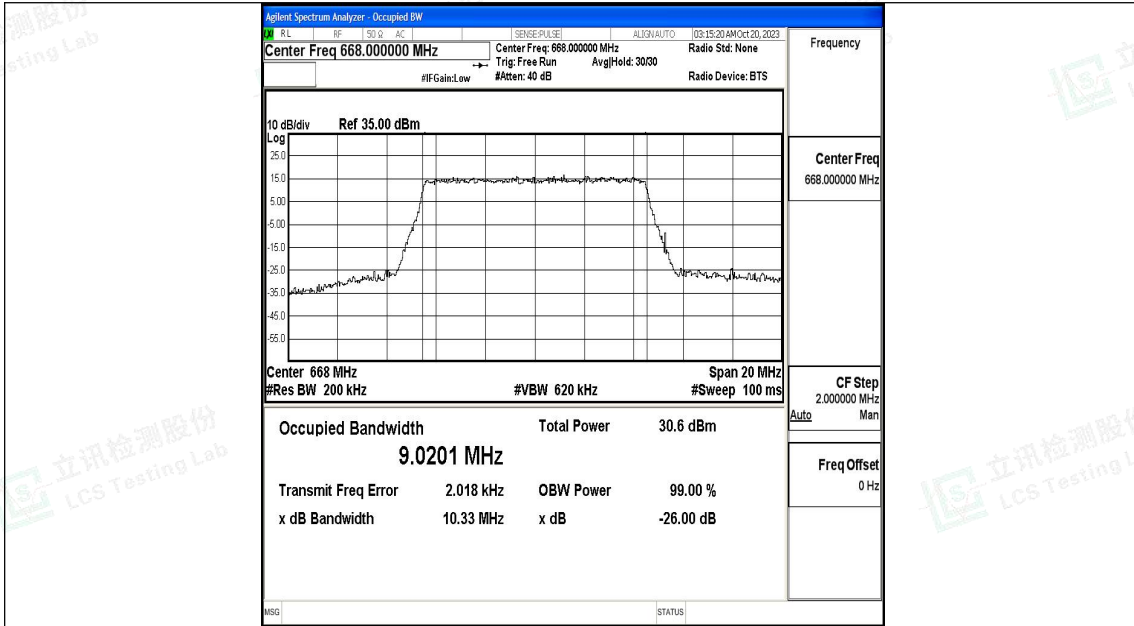 Agilent Spectrum Analyzer - Occupied BW
LXI RL RF 50 Ω AC SENSE:PULSE ALIGNAUTO 03:15:20 AM Oct 20, 2023
Center Freq 668.000000 MHz
Center Freq: 668.000000 MHz
Radio Std: None
Trig: Free Run Avg|Hold: 30/30
#IFGain:Low
#Atten: 40 dB
Radio Device: BTS
10 dB/div Ref 35.00 dBm
Log
25.0
15.0
5.00
-5.00
-15.0
-25.0
-35.0
-45.0
-55.0
Center 668 MHz Span 20 MHz
#Res BW 200 kHz #VBW 620 kHz #Sweep 100 ms
Occupied Bandwidth Total Power 30.6 dBm
9.0201 MHz
Transmit Freq Error 2.018 kHz OBW Power 99.00 %
x dB Bandwidth 10.33 MHz x dB -26.00 dB
MSG STATUS
Frequency
Center Freq
668.000000 MHz
CF Step
2.000000 MHz
Auto Man
Freq Offset
0 Hz
测股份
sting Lab
立
立讯检测股份
LCS Testing Lab
立讯检测股份
LCS Testing L